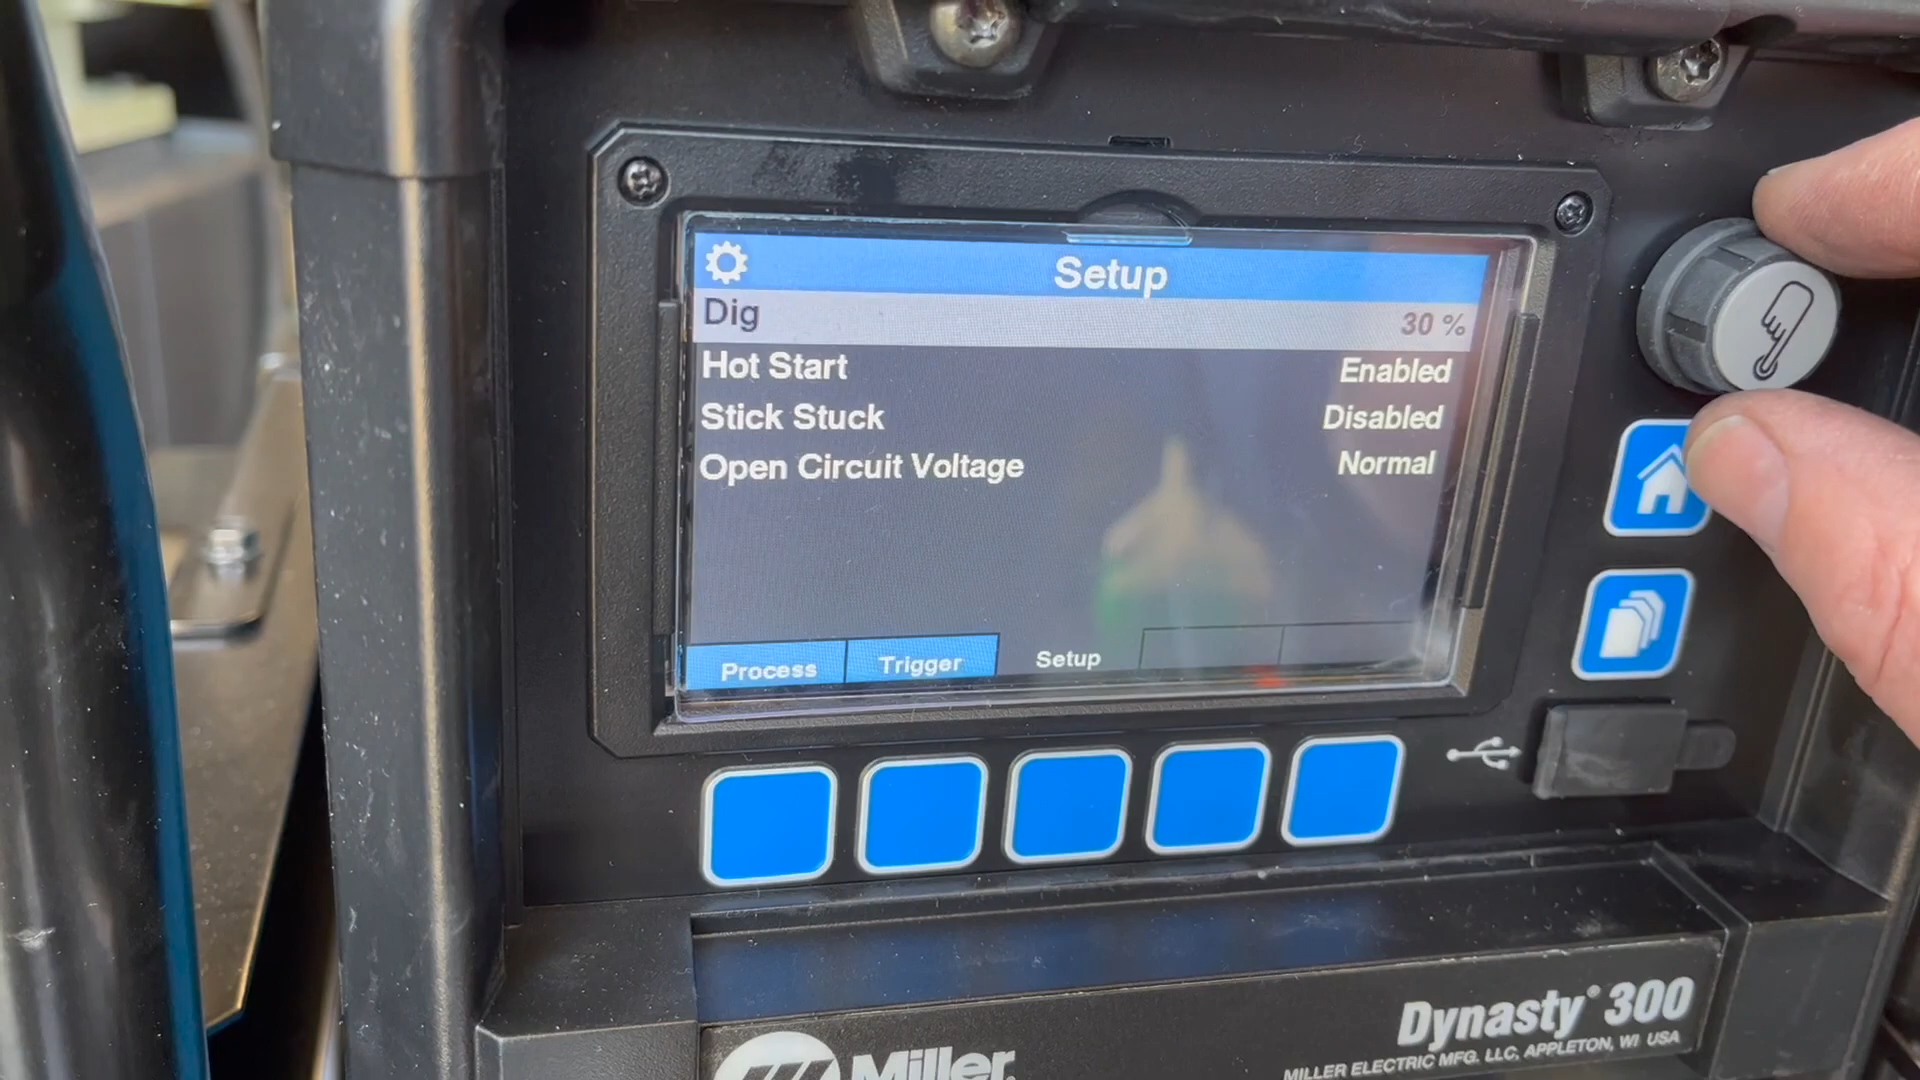 Setup
Dig 30 %
Hot Start Enabled
Stick Stuck Disabled
Open Circuit Voltage Normal
Process Trigger Setup
Dynasty® 300
MILLER ELECTRIC MFG. LLC, APPLETON, WI USA
Miller.